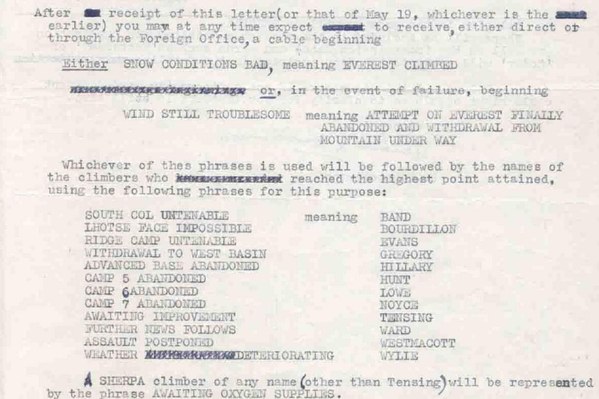 After receipt of this letter(or that of May 19, whichever is the
earlier) you may at any time expect to receive, either direct or
through the Foreign Office, a cable beginning
Either SNOW CONDITIONS BAD, meaning EVEREST CLIMBED
or, in the event of failure, beginning
WIND STILL TROUBLESOME meaning ATTEMPT ON EVEREST FINALLY
ABANDONED AND WITHDRAWAL FROM
MOUNTAIN UNDER WAY
Whichever of thes phrases is used will be followed by the names of
the climbers who reached the highest point attained,
using the following phrases for this purpose:
SOUTH COL UNTENABLE meaning BAND
LHOTSE FACE IMPOSSIBLE BOURDILLON
RIDGE CAMP UNTENABLE EVANS
WITHDRAWAL TO WEST BASIN GREGORY
ADVANCED BASE ABANDONED HILLARY
CAMP 5 ABANDONED HUNT
CAMP 6 ABANDONED LOWE
CAMP 7 ABANDONED NOYCE
AWAITING IMPROVEMENT TENSING
FURTHER NEWS FOLLOWS WARD
ASSAULT POSTPONED WESTMACOTT
WEATHER DETERIORATING WYLIE
A SHERPA climber of any name (other than Tensing) will be represented
by the phrase AWAITING OXYGEN SUPPLIES.